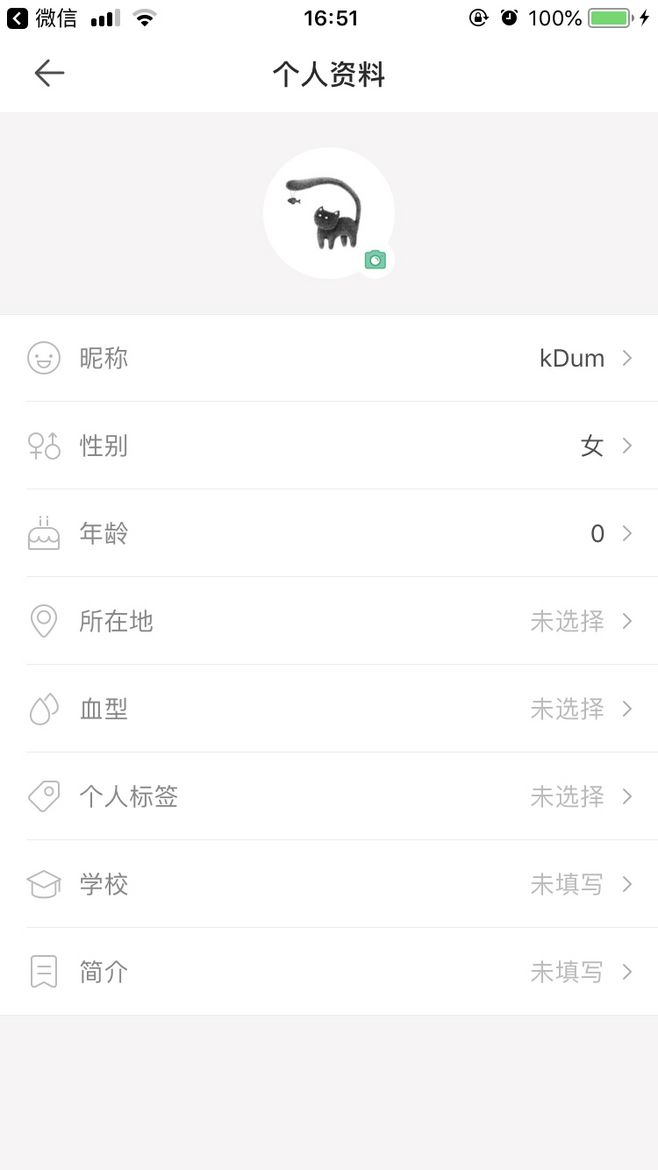 微信 16:51 100%
个人资料
昵称 kDum
性别 女
年龄 0
所在地 未选择
血型 未选择
个人标签 未选择
学校 未填写
简介 未填写